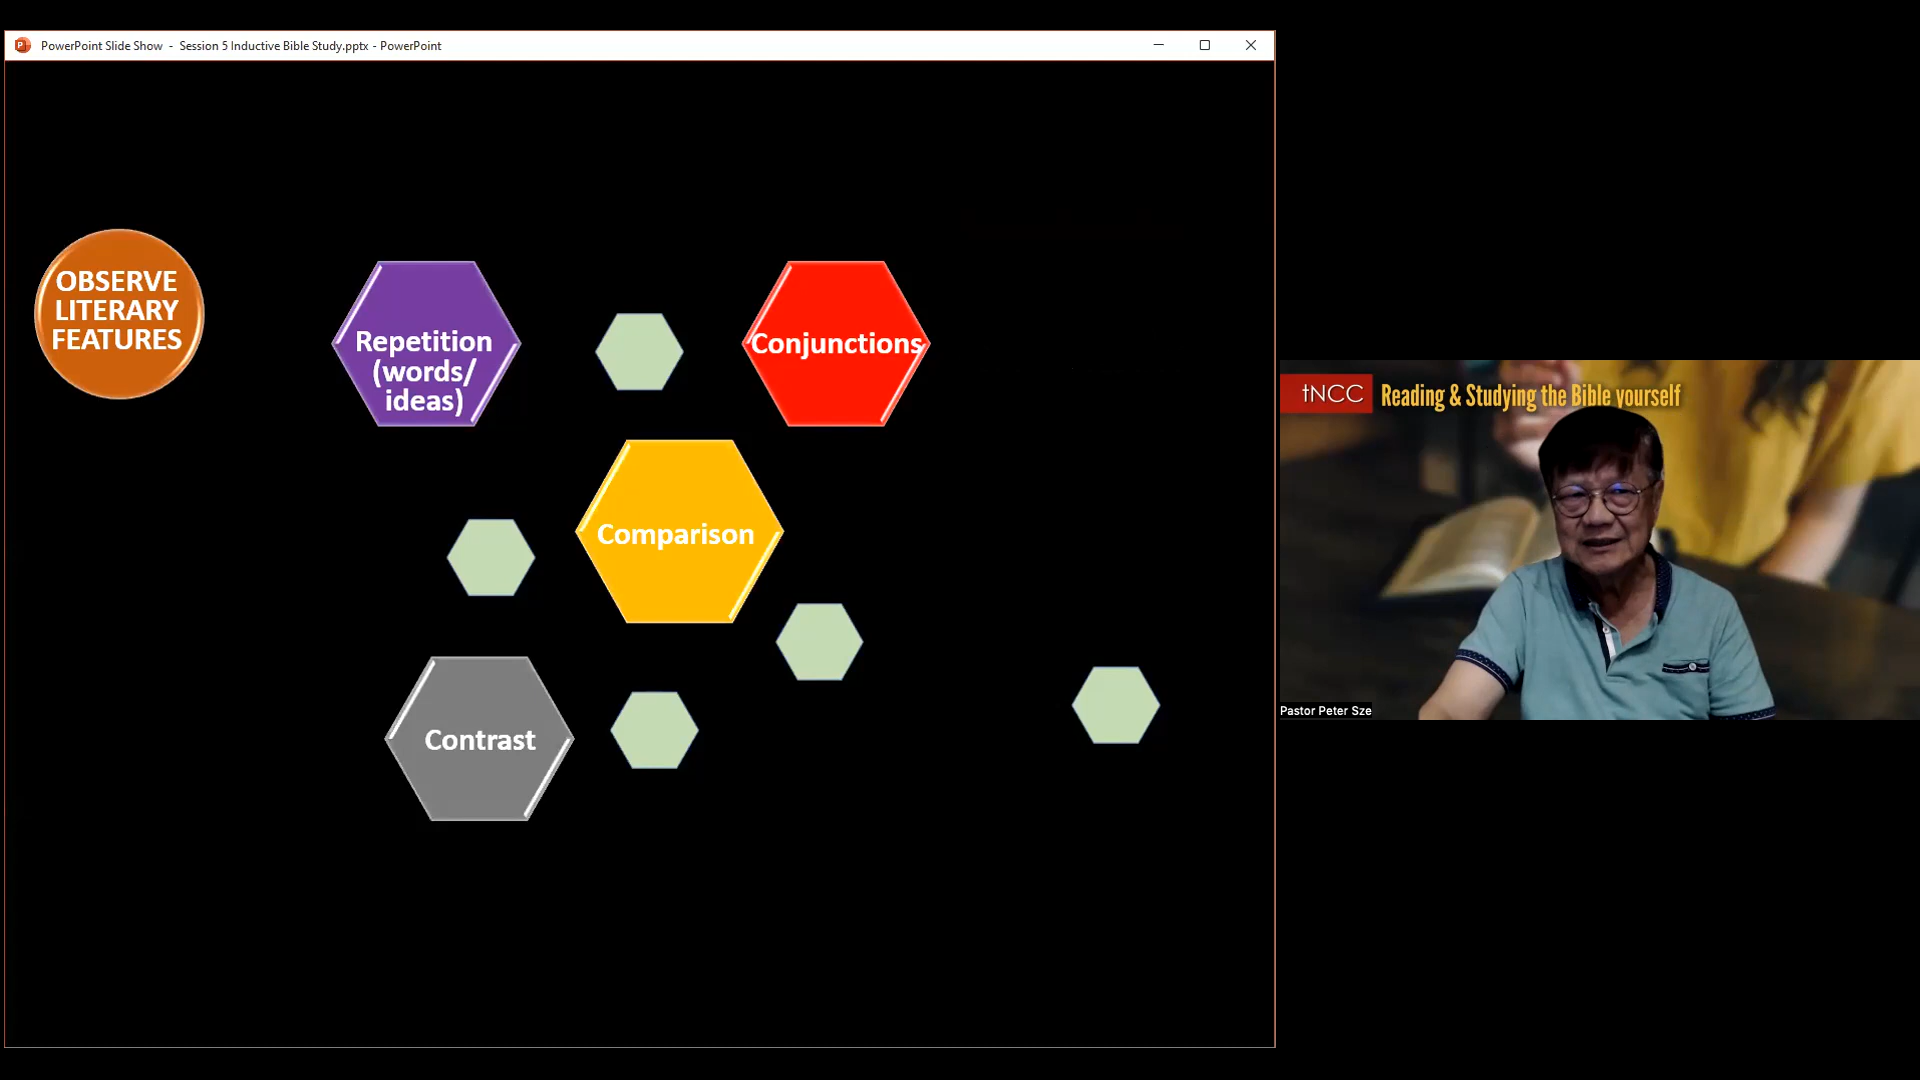 PowerPoint Slide Show - Session 5 Inductive Bible Study.pptx - PowerPoint
OBSERVE
LITERARY
FEATURES
Repetition
(words/
ideas)
Conjunctions
Comparison
Contrast
tNCC Reading & Studying the Bible yourself
Pastor Peter Sze